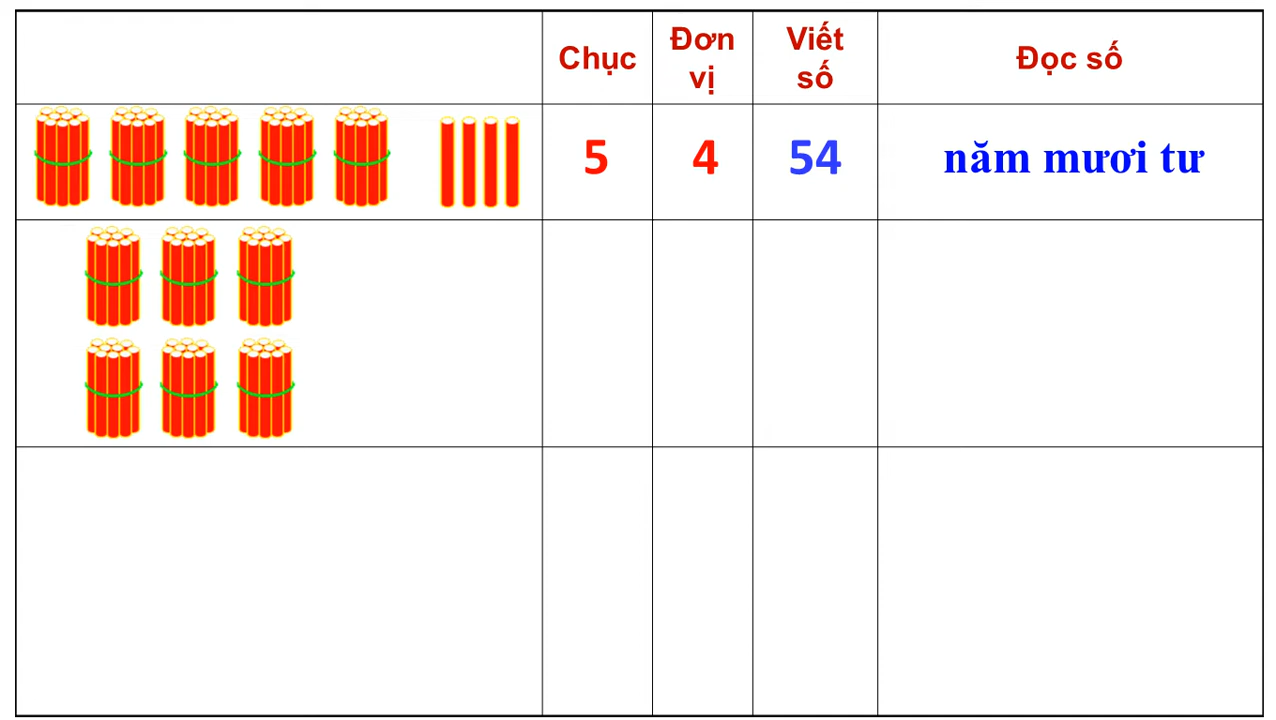 Chục
Đơn
vị
Viết
số
Đọc số
5
4
54
năm mươi tư